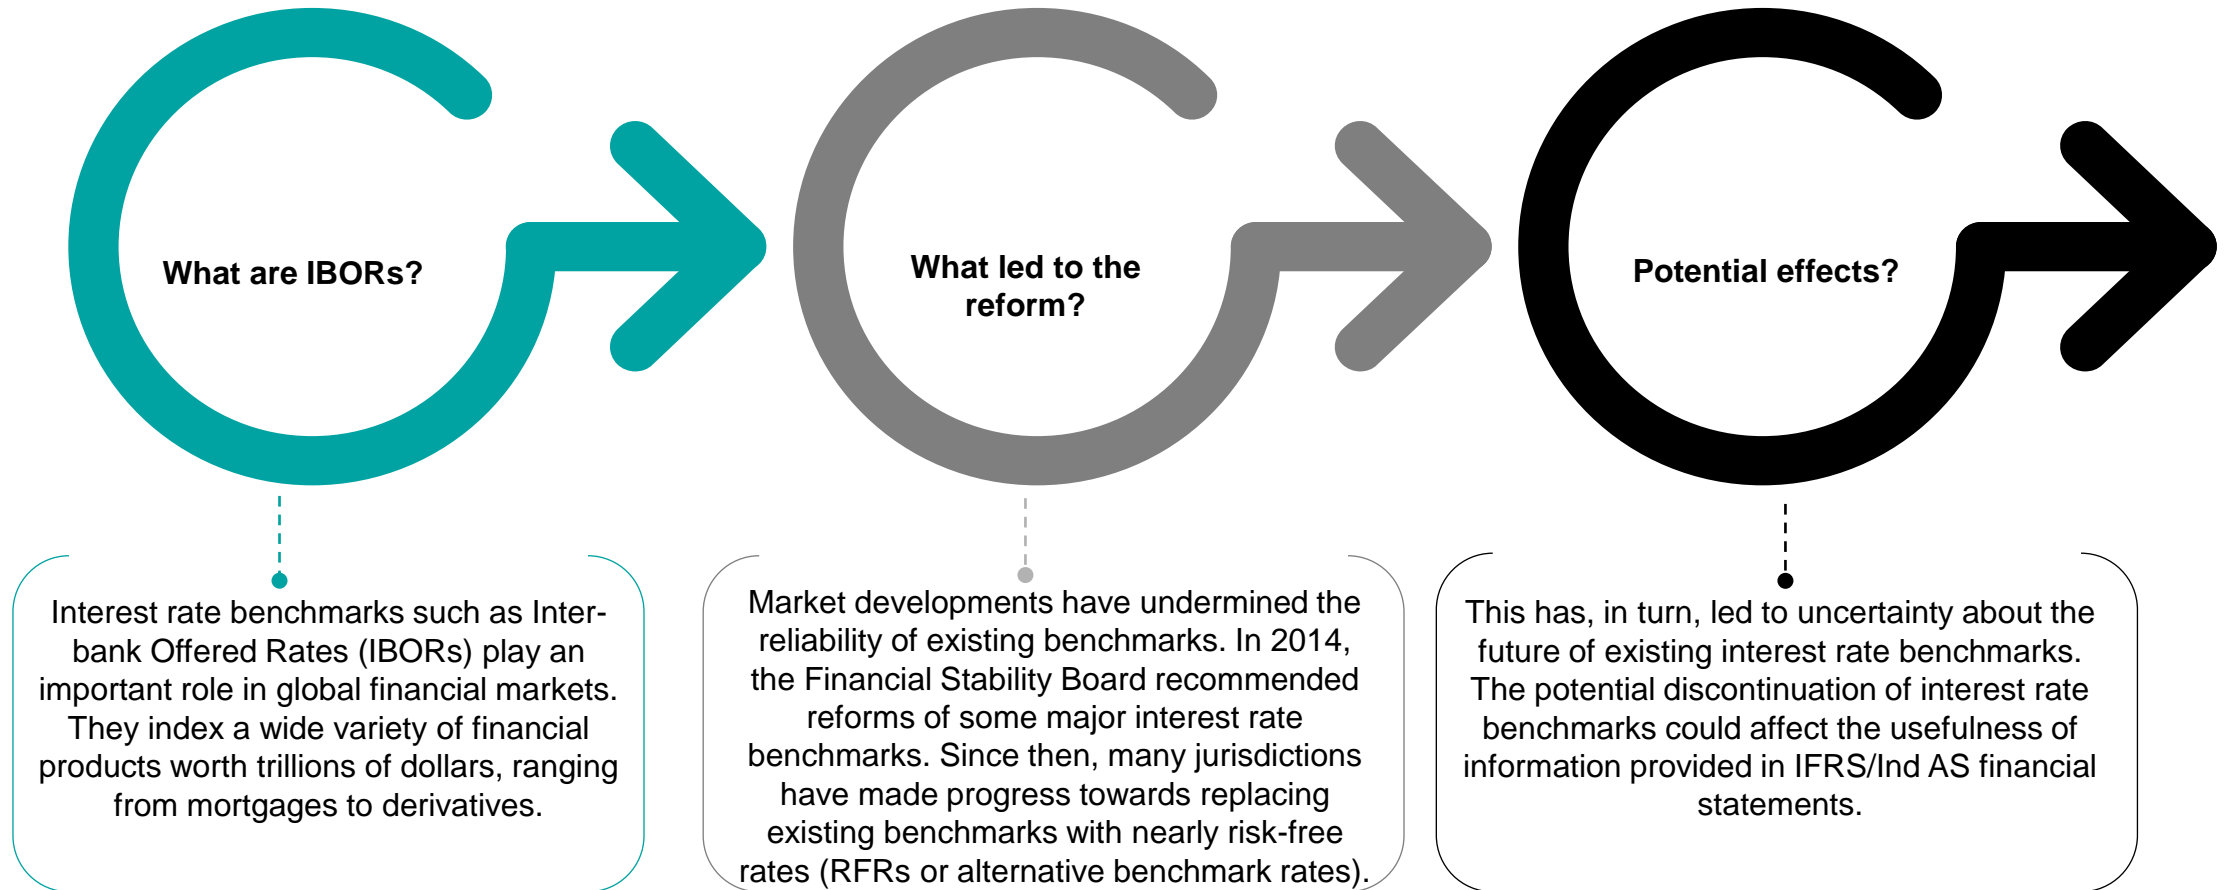 What are IBORs?
Interest rate benchmarks such as Inter-
bank Offered Rates (IBORs) play an
important role in global financial markets.
They index a wide variety of financial
products worth trillions of dollars, ranging
from mortgages to derivatives.
What led to the
reform?
Market developments have undermined the
reliability of existing benchmarks. In 2014,
the Financial Stability Board recommended
reforms of some major interest rate
benchmarks. Since then, many jurisdictions
have made progress towards replacing
existing benchmarks with nearly risk-free
rates (RFRs or alternative benchmark rates).
Potential effects?
This has, in turn, led to uncertainty about the
future of existing interest rate benchmarks.
The potential discontinuation of interest rate
benchmarks could affect the usefulness of
information provided in IFRS/Ind AS financial
statements.